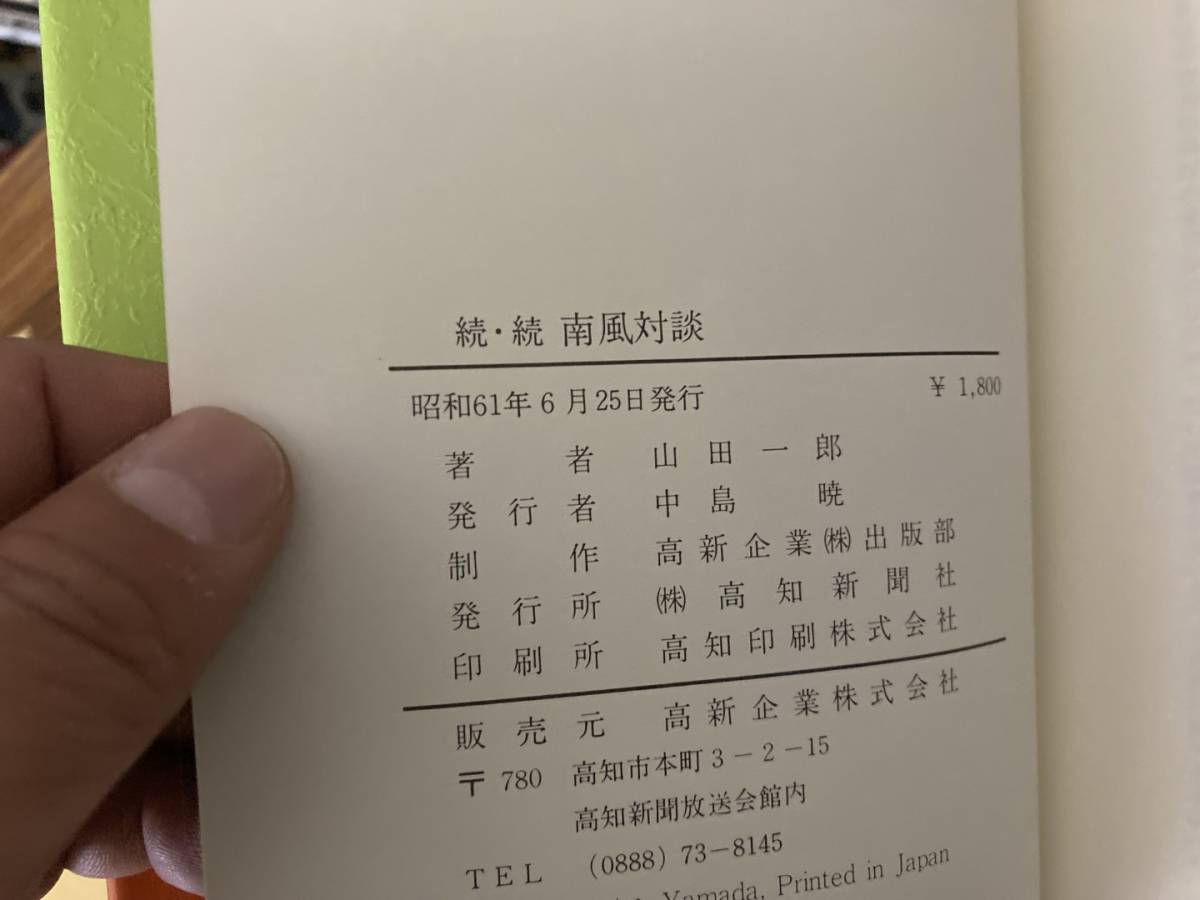 続・続 南風対談
昭和61年6月25日発行 ¥1,800
著者 山田一郎
発行者 中島暁
制作 高新企業㈱出版部
発行所 ㈱高知新聞社
印刷所 高知印刷株式会社
販売元 高新企業株式会社
〒780 高知市本町3－2－15
高知新聞放送会館内
TEL (0888)73－8145
Yamada, Printed in Japan